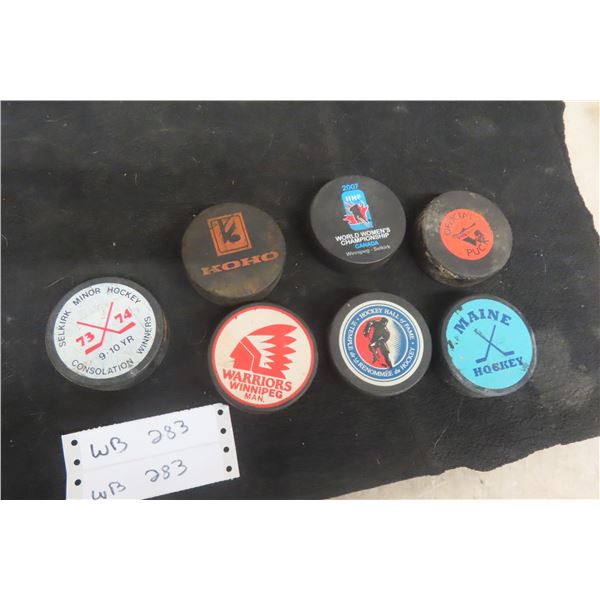 SELKIRK MINOR HOCKEY
73 74
9-10 YR
CONSOLATION WINNERS
KOHO
2007
IIHF
WORLD WOMEN'S
CHAMPIONSHIP
CANADA
Winnipeg - Selkirk
OFFICIAL
PUCK
WARRIORS
WINNIPEG
MAN.
HOCKEY HALL of FAME
TEMPLE de la RENOMMÉE du HOCKEY
MAINE
HOCKEY
WB 283
WB 283